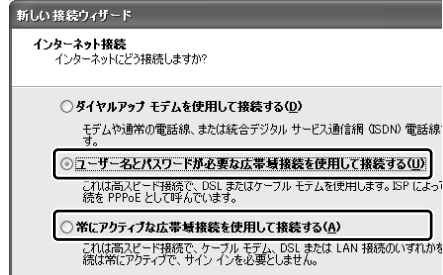 新しい接続ウィザード
インターネット接続
インターネットにどう接続しますか?
ダイヤルアップ モデムを使用して接続する(D)
モデムや通常の電話線、または統合デジタル サービス通信網 (ISDN) 電話線
す。
ユーザー名とパスワードが必要な広帯域接続を使用して接続する(U)
これは高スピード接続で、DSL またはケーブル モデムを使用します。ISP によって
続を PPPoE として呼んでいます。
常にアクティブな広帯域接続を使用して接続する(A)
これは高スピード接続で、ケーブル モデム、DSL または LAN 接続のいずれかを
続は常にアクティブで、サイン インを必要としません。